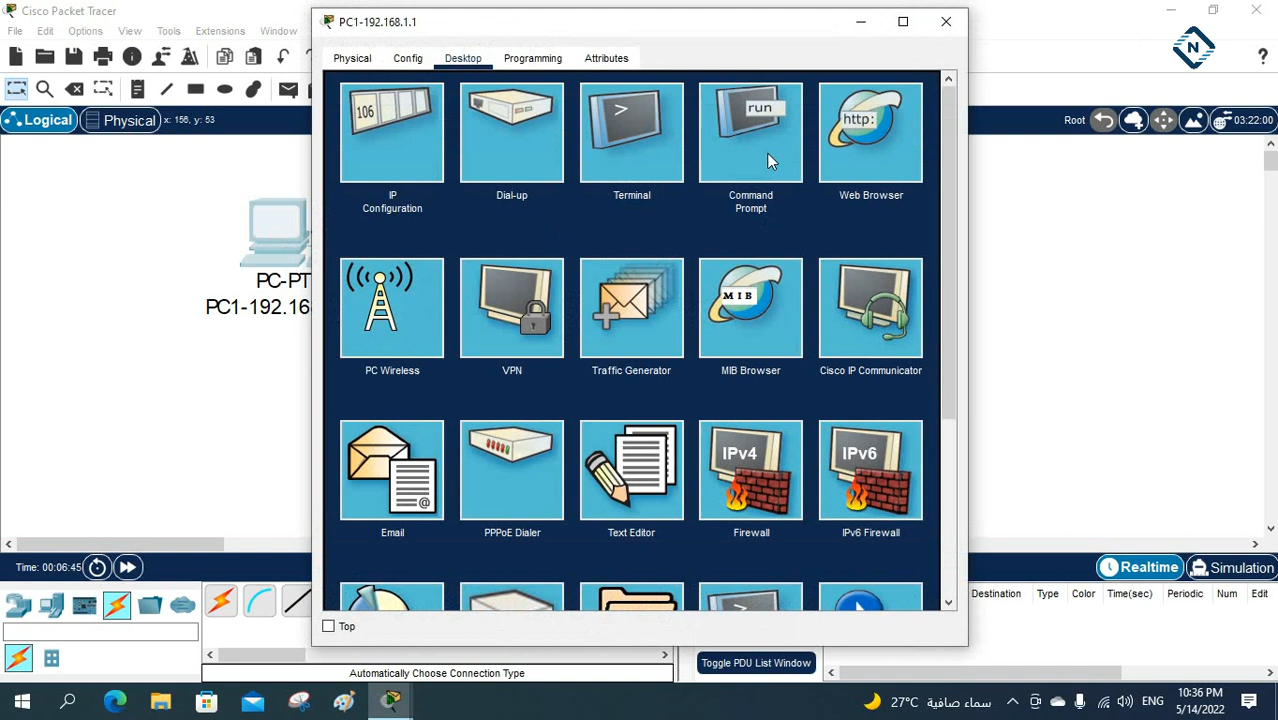 Cisco Packet Tracer
File Edit Options View Tools Extensions Window
Logical
Physical
x: 156, y: 53
Root
03:22:00
N
PC-PT
PC1-192.168
PC1-192.168.1.1
Physical Config Desktop Programming Attributes
106
>
run
http:
IP
Configuration
Dial-up
Terminal
Command
Prompt
Web Browser
MIB
PC Wireless
VPN
Traffic Generator
MIB Browser
Cisco IP Communicator
@
IPv4
IPv6
Email
PPPoE Dialer
Text Editor
Firewall
IPv6 Firewall
>
Top
Time: 00:06:45
Realtime
Simulation
Destination Type Color Time(sec) Periodic Num Edit
Automatically Choose Connection Type
Toggle PDU List Window
27°C سماء صافية
ENG
10:36 PM
5/14/2022